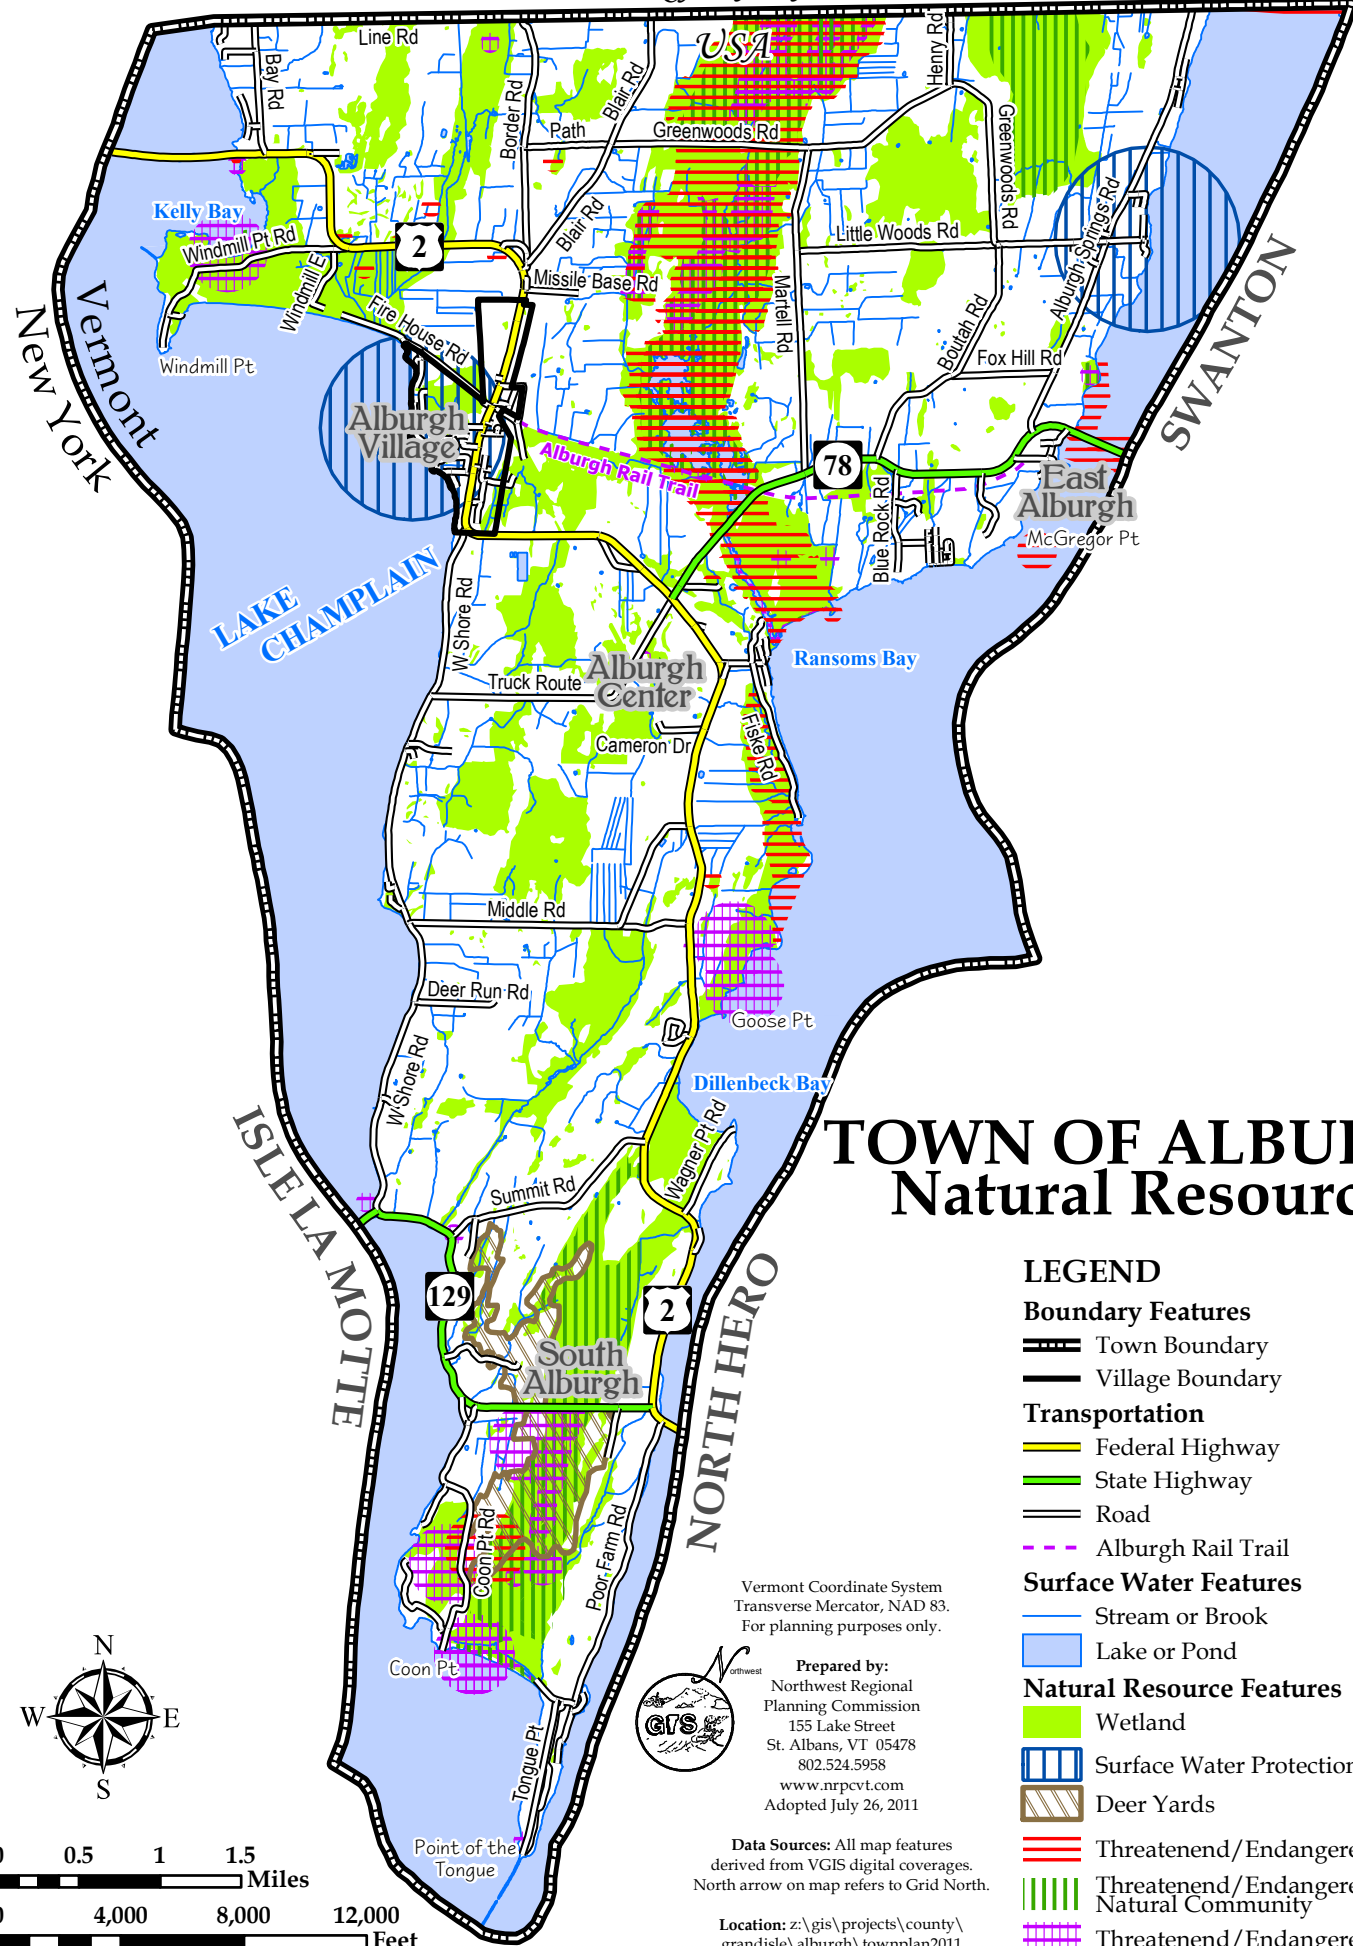 USA
Line Rd
Bay Rd
Border Rd
Blair Rd
Path
Greenwoods Rd
Henry Rd
Greenwoods Rd
Kelly Bay
Windmill Pt Rd
Windmill E
2
Blair Rd
Missile Base Rd
Little Woods Rd
Alburgh Springs Rd
Martell Rd
Boutah Rd
Fox Hill Rd
Fire House Rd
Windmill Pt
Vermont
New York
SWANTON
Alburgh
Village
Alburgh Rail Trail
78
Blue Rock Rd
East
Alburgh
McGregor Pt
LAKE
CHAMPLAIN
W Shore Rd
Ransoms Bay
Alburgh
Center
Truck Route
Cameron Dr
Fiske Rd
Middle Rd
Deer Run Rd
Goose Pt
W Shore Rd
Dillenbeck Bay
Wagner Pt Rd
Summit Rd
ISLE LA MOTTE
129
2
South
Alburgh
NORTH HERO
Coon Pt Rd
Poor Farm Rd
Coon Pt
Tongue Pt
Point of the
Tongue
TOWN OF ALBU
Natural Resourc
LEGEND
Boundary Features
Town Boundary
Village Boundary
Transportation
Federal Highway
State Highway
Road
Alburgh Rail Trail
Surface Water Features
Stream or Brook
Lake or Pond
Natural Resource Features
Wetland
Surface Water Protection
Deer Yards
Threatenend/Endangere
Threatenend/Endangere
Natural Community
Threatenend/Endangere
Vermont Coordinate System
Transverse Mercator, NAD 83.
For planning purposes only.
Northwest
GIS
Prepared by:
Northwest Regional
Planning Commission
155 Lake Street
St. Albans, VT 05478
802.524.5958
www.nrpcvt.com
Adopted July 26, 2011
Data Sources: All map features
derived from VGIS digital coverages.
North arrow on map refers to Grid North.
Location: z:\gis\projects\county\
grandisle\alburgh\townplan2011
N
W E
S
0 0.5 1 1.5
Miles
0 4,000 8,000 12,000
Feet